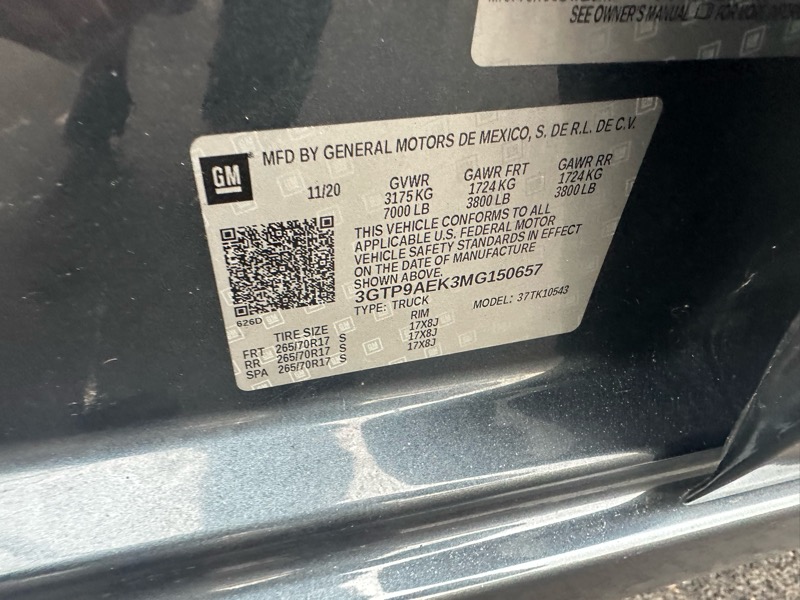 SEE OWNER'S MANUAL FOR MORE INFORM
GM
MFD BY GENERAL MOTORS DE MEXICO, S. DE R.L. DE C.V.
11/20 GVWR GAWR FRT GAWR RR
3175 KG 1724 KG 1724 KG
7000 LB 3800 LB 3800 LB
THIS VEHICLE CONFORMS TO ALL
APPLICABLE U.S. FEDERAL MOTOR
VEHICLE SAFETY STANDARDS IN EFFECT
ON THE DATE OF MANUFACTURE
SHOWN ABOVE.
3GTP9AEK3MG150657
TYPE: TRUCK MODEL: 37TK10543
626D
TIRE SIZE RIM
FRT 265/70R17 S 17X8J
RR 265/70R17 S 17X8J
SPA 265/70R17 S 17X8J